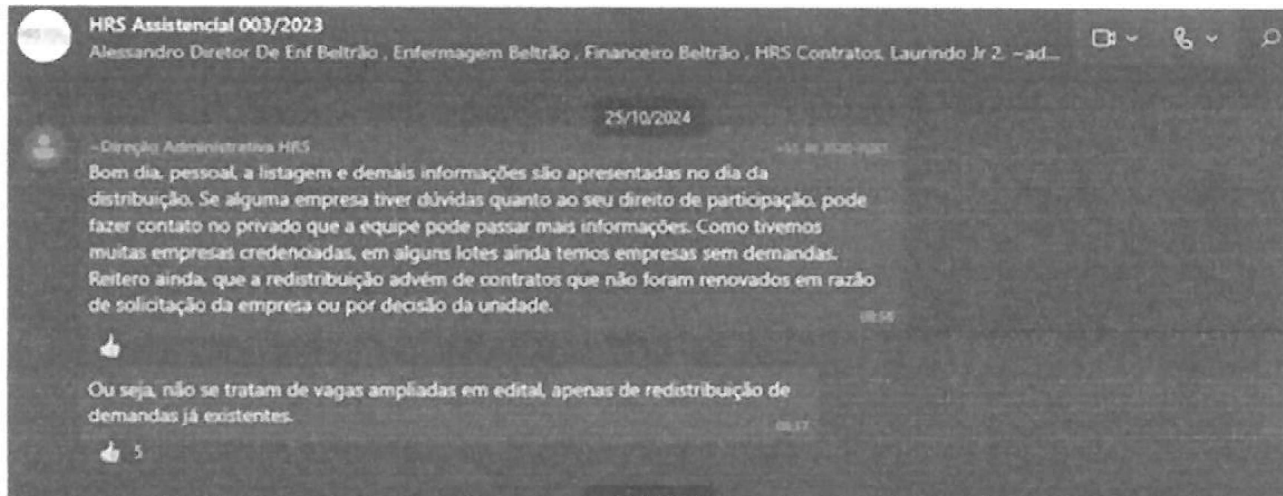 HRS Assistencial 003/2023
Alessandro Diretor De Enf Beltrão , Enfermagem Beltrão , Financeiro Beltrão , HRS Contratos, Laurindo Jr 2, ~ad...
25/10/2024
~Direção Administrativa HRS
Bom dia, pessoal, a listagem e demais informações são apresentadas no dia da
distribuição. Se alguma empresa tiver dúvidas quanto ao seu direito de participação, pode
fazer contato no privado que a equipe pode passar mais informações. Como tivemos
muitas empresas credenciadas, em alguns lotes ainda temos empresas sem demandas.
Reitero ainda, que a redistribuição advém de contratos que não foram renovados em razão
de solicitação da empresa ou por decisão da unidade.
Ou seja, não se tratam de vagas ampliadas em edital, apenas de redistribuição de
demandas já existentes.
5